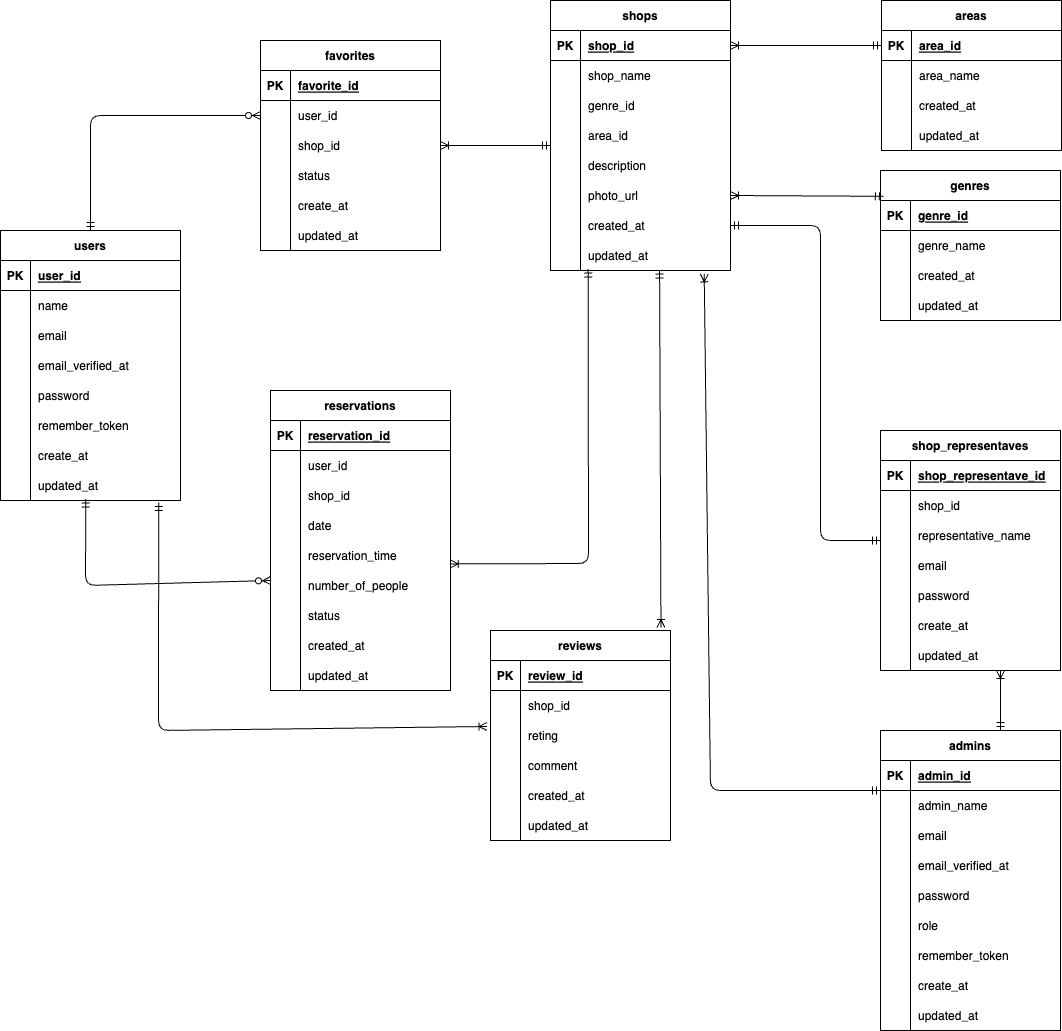 shops
PK shop_id
shop_name
genre_id
area_id
description
photo_url
created_at
updated_at
areas
PK area_id
area_name
created_at
updated_at
favorites
PK favorite_id
user_id
shop_id
status
create_at
updated_at
genres
PK genre_id
genre_name
created_at
updated_at
users
PK user_id
name
email
email_verified_at
password
remember_token
create_at
updated_at
reservations
PK reservation_id
user_id
shop_id
date
reservation_time
number_of_people
status
created_at
updated_at
shop_representaves
PK shop_representave_id
shop_id
representative_name
email
password
create_at
updated_at
reviews
PK review_id
shop_id
reting
comment
created_at
updated_at
admins
PK admin_id
admin_name
email
email_verified_at
password
role
remember_token
create_at
updated_at